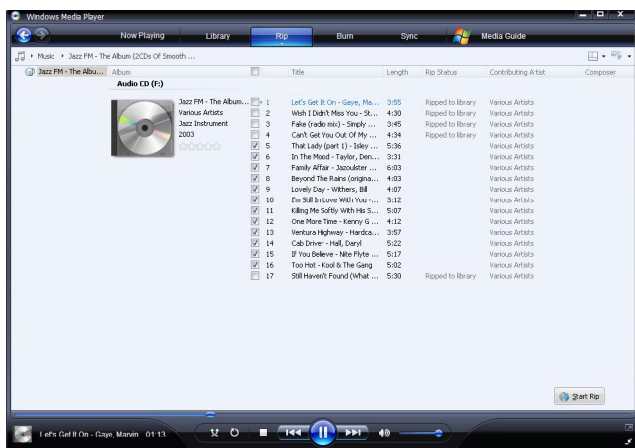 Windows Media Player
Now Playing Library Rip Burn Sync Media Guide
Music Jazz FM - The Album (2CDs Of Smooth ...
Jazz FM - The Albu... Album Title Length Rip Status Contributing Artist Composer
Audio CD (F:)
Jazz FM - The Album...
Various Artists
Jazz Instrument
2003
1 Let's Get It On - Gaye, Ma... 3:55 Ripped to library Various Artists
2 Wish I Didn't Miss You - St... 4:30 Ripped to library Various Artists
3 Fake (radio mix) - Simply ... 3:45 Ripped to library Various Artists
4 Can't Get You Out Of My ... 4:34 Ripped to library Various Artists
5 That Lady (part 1) - Isley ... 5:36 Various Artists
6 In The Mood - Taylor, Den... 3:31 Various Artists
7 Family Affair - Jazoulster ... 6:03 Various Artists
8 Beyond The Rains (origina... 4:03 Various Artists
9 Lovely Day - Withers, Bill 4:07 Various Artists
10 I'm Still In Love With You -... 3:12 Various Artists
11 Killing Me Softly With His S... 5:07 Various Artists
12 One More Time - Kenny G ... 4:12 Various Artists
13 Ventura Highway - Hardca... 3:57 Various Artists
14 Cab Driver - Hall, Daryl 5:22 Various Artists
15 If You Believe - Nite Flyte ... 5:17 Various Artists
16 Too Hot - Kool & The Gang 5:02 Various Artists
17 Still Haven't Found (What ... 5:30 Ripped to library Various Artists
Start Rip
Let's Get It On - Gaye, Marvin 01:13